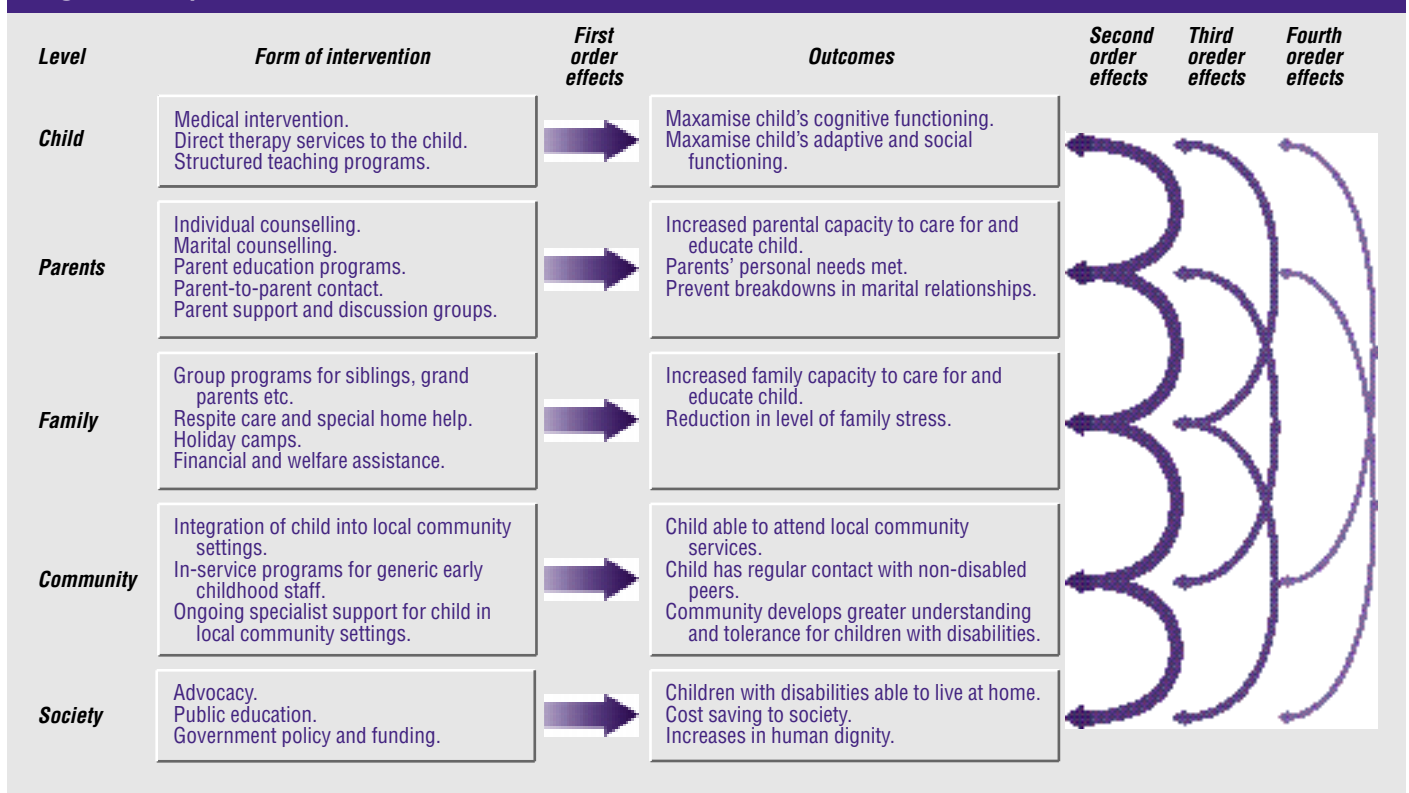 Level
Form of intervention
First
order
effects
Outcomes
Second
order
effects
Third
oreder
effects
Fourth
oreder
effects
Child
Medical intervention.
Direct therapy services to the child.
Structured teaching programs.
Maxamise child's cognitive functioning.
Maxamise child's adaptive and social
functioning.
Parents
Individual counselling.
Marital counselling.
Parent education programs.
Parent-to-parent contact.
Parent support and discussion groups.
Increased parental capacity to care for and
educate child.
Parents' personal needs met.
Prevent breakdowns in marital relationships.
Family
Group programs for siblings, grand
parents etc.
Respite care and special home help.
Holiday camps.
Financial and welfare assistance.
Increased family capacity to care for and
educate child.
Reduction in level of family stress.
Community
Integration of child into local community
settings.
In-service programs for generic early
childhood staff.
Ongoing specialist support for child in
local community settings.
Child able to attend local community
services.
Child has regular contact with non-disabled
peers.
Community develops greater understanding
and tolerance for children with disabilities.
Society
Advocacy.
Public education.
Government policy and funding.
Children with disabilities able to live at home.
Cost saving to society.
Increases in human dignity.